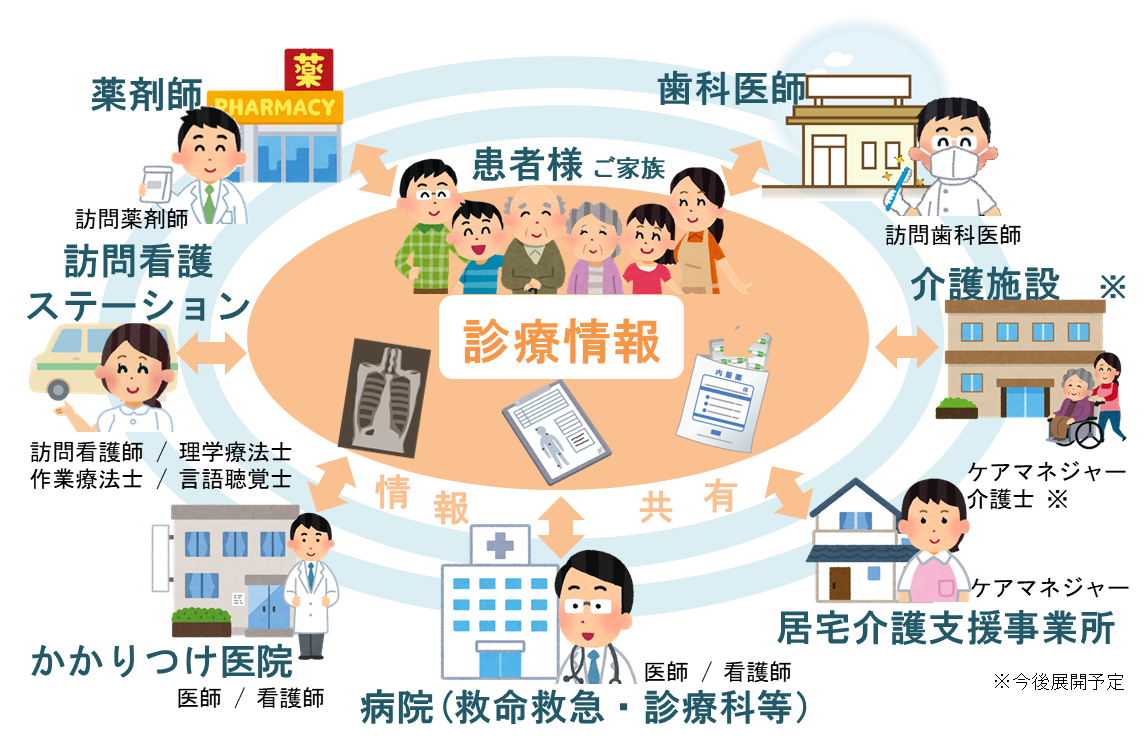 薬剤師
薬
PHARMACY
訪問薬剤師
歯科医師
訪問歯科医師
患者様 ご家族
訪問看護
ステーション
訪問看護師 / 理学療法士
作業療法士 / 言語聴覚士
診療情報
内服薬
様
介護施設 ※
ケアマネジャー
介護士 ※
情報共有
かかりつけ医院
医師 / 看護師
医師 / 看護師
病院(救命救急・診療科等)
ケアマネジャー
居宅介護支援事業所
※今後展開予定